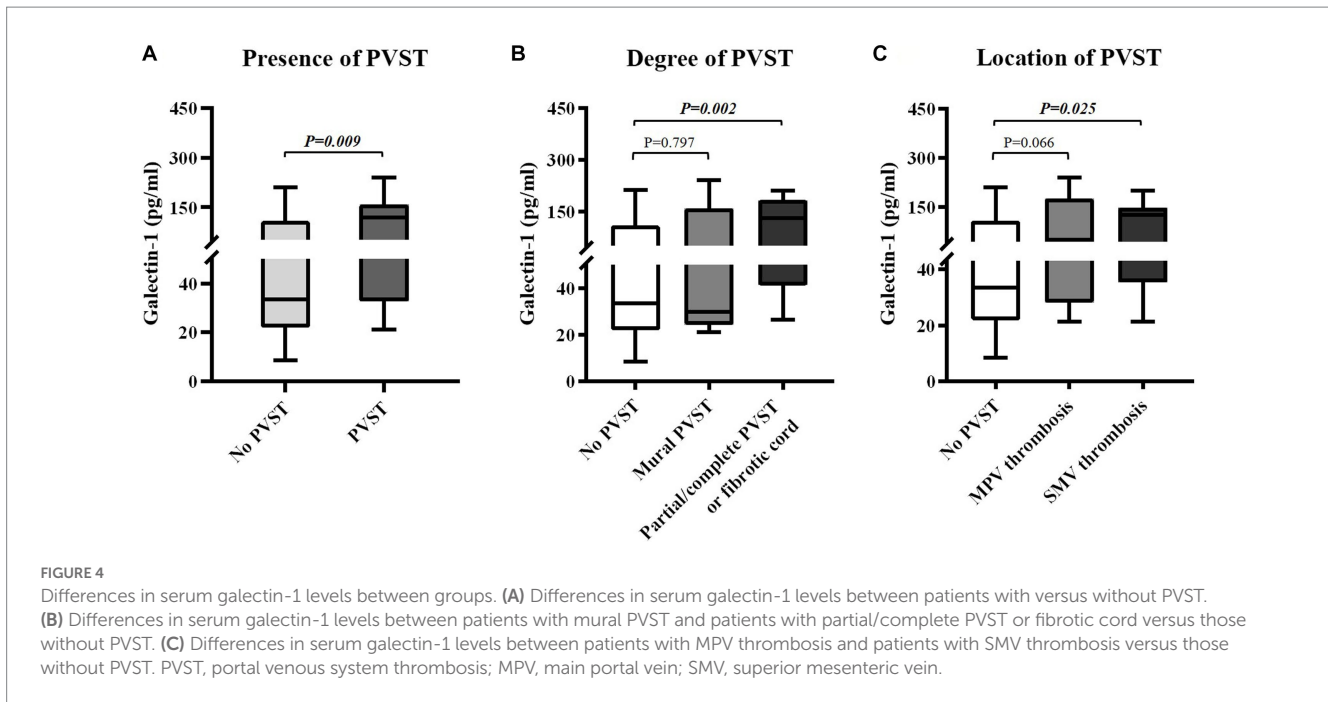 A Presence of PVST
Galectin-1 (pg/ml)
450
300
150
40
20
0
P=0.009
No PVST
PVST
B Degree of PVST
Galectin-1 (pg/ml)
450
300
150
40
20
0
P=0.002
P=0.797
No PVST
Mural PVST
Partial/complete PVST
or fibrotic cord
C Location of PVST
Galectin-1 (pg/ml)
450
300
150
40
20
0
P=0.025
P=0.066
No PVST
MPV thrombosis
SMV thrombosis
FIGURE 4
Differences in serum galectin-1 levels between groups. (A) Differences in serum galectin-1 levels between patients with versus without PVST.
(B) Differences in serum galectin-1 levels between patients with mural PVST and patients with partial/complete PVST or fibrotic cord versus those
without PVST. (C) Differences in serum galectin-1 levels between patients with MPV thrombosis and patients with SMV thrombosis versus those
without PVST. PVST, portal venous system thrombosis; MPV, main portal vein; SMV, superior mesenteric vein.